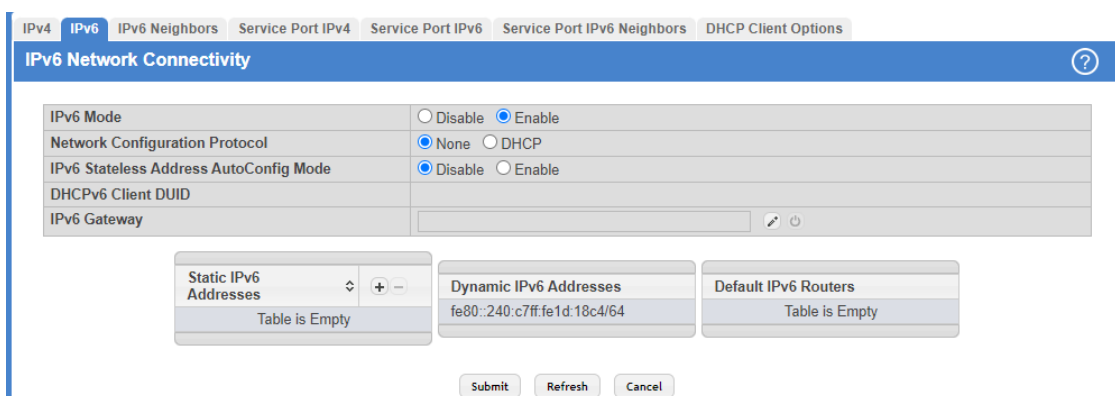 IPv4 IPv6 IPv6 Neighbors Service Port IPv4 Service Port IPv6 Service Port IPv6 Neighbors DHCP Client Options
IPv6 Network Connectivity ?
IPv6 Mode Disable Enable
Network Configuration Protocol None DHCP
IPv6 Stateless Address AutoConfig Mode Disable Enable
DHCPv6 Client DUID
IPv6 Gateway
Static IPv6
Addresses
Table is Empty
Dynamic IPv6 Addresses
fe80::240:c7ff:fe1d:18c4/64
Default IPv6 Routers
Table is Empty
Submit Refresh Cancel